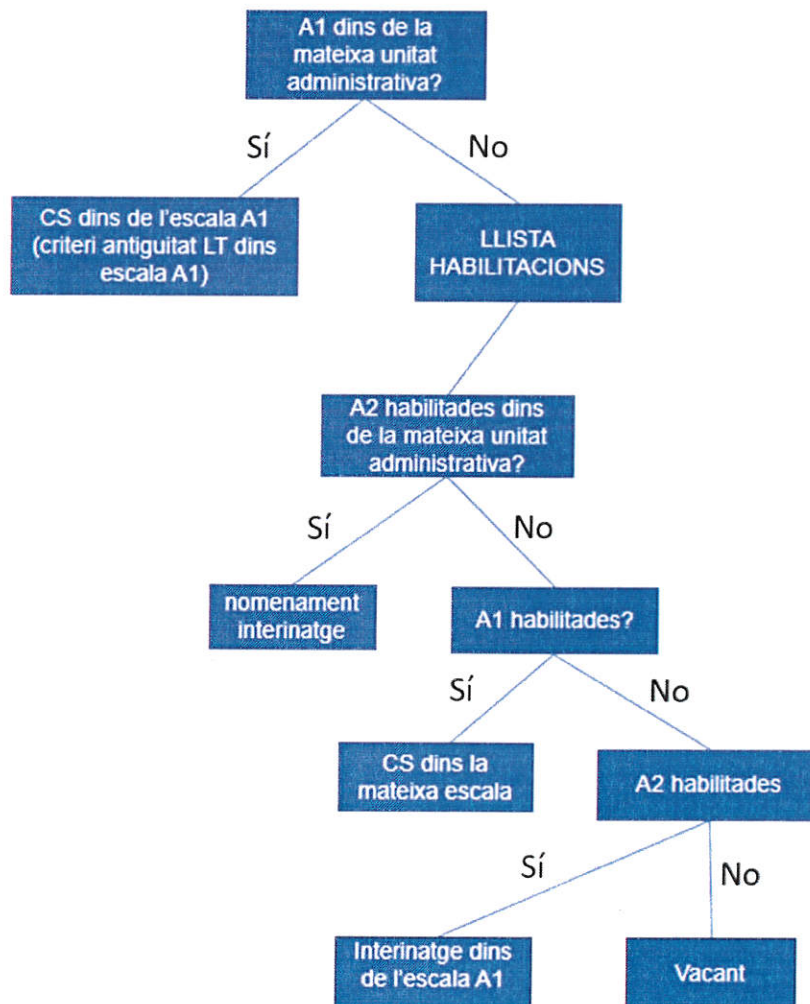 A1 dins de la
mateixa unitat
administrativa?
Sí
No
CS dins de l'escala A1
(criteri antiguitat LT dins
escala A1)
LLISTA
HABILITACIONS
A2 habilitades dins
de la mateixa unitat
administrativa?
Sí
No
nomenament
interinatge
A1 habilitades?
Sí
No
CS dins la
mateixa escala
A2 habilitades
Sí
No
Interinatge dins
de l'escala A1
Vacant